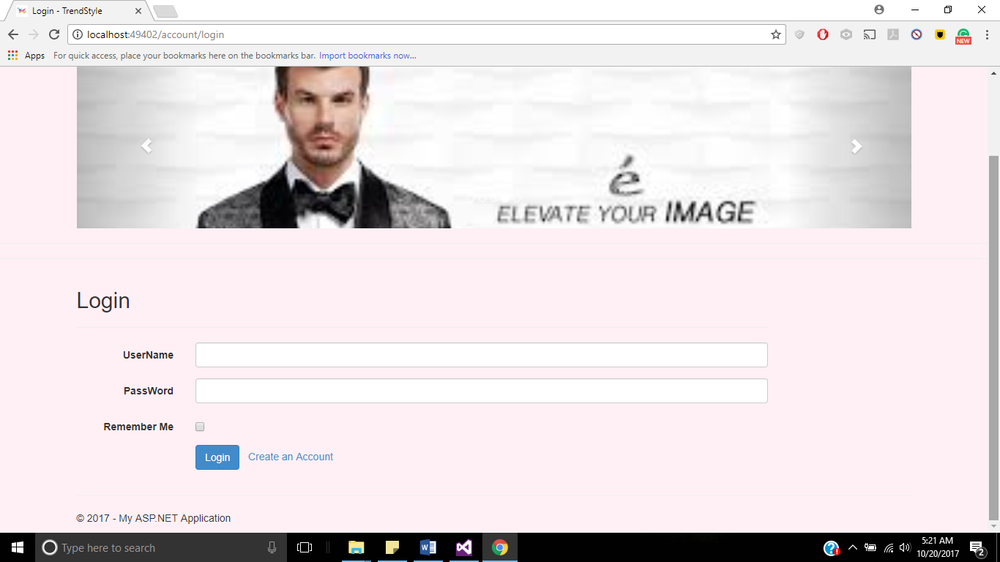 Login - TrendStyle
localhost:49402/account/login
NEW
Apps For quick access, place your bookmarks here on the bookmarks bar. Import bookmarks now...
é
ELEVATE YOUR IMAGE
Login
UserName
PassWord
Remember Me
Login Create an Account
© 2017 - My ASP.NET Application
Type here to search
5:21 AM
10/20/2017
2